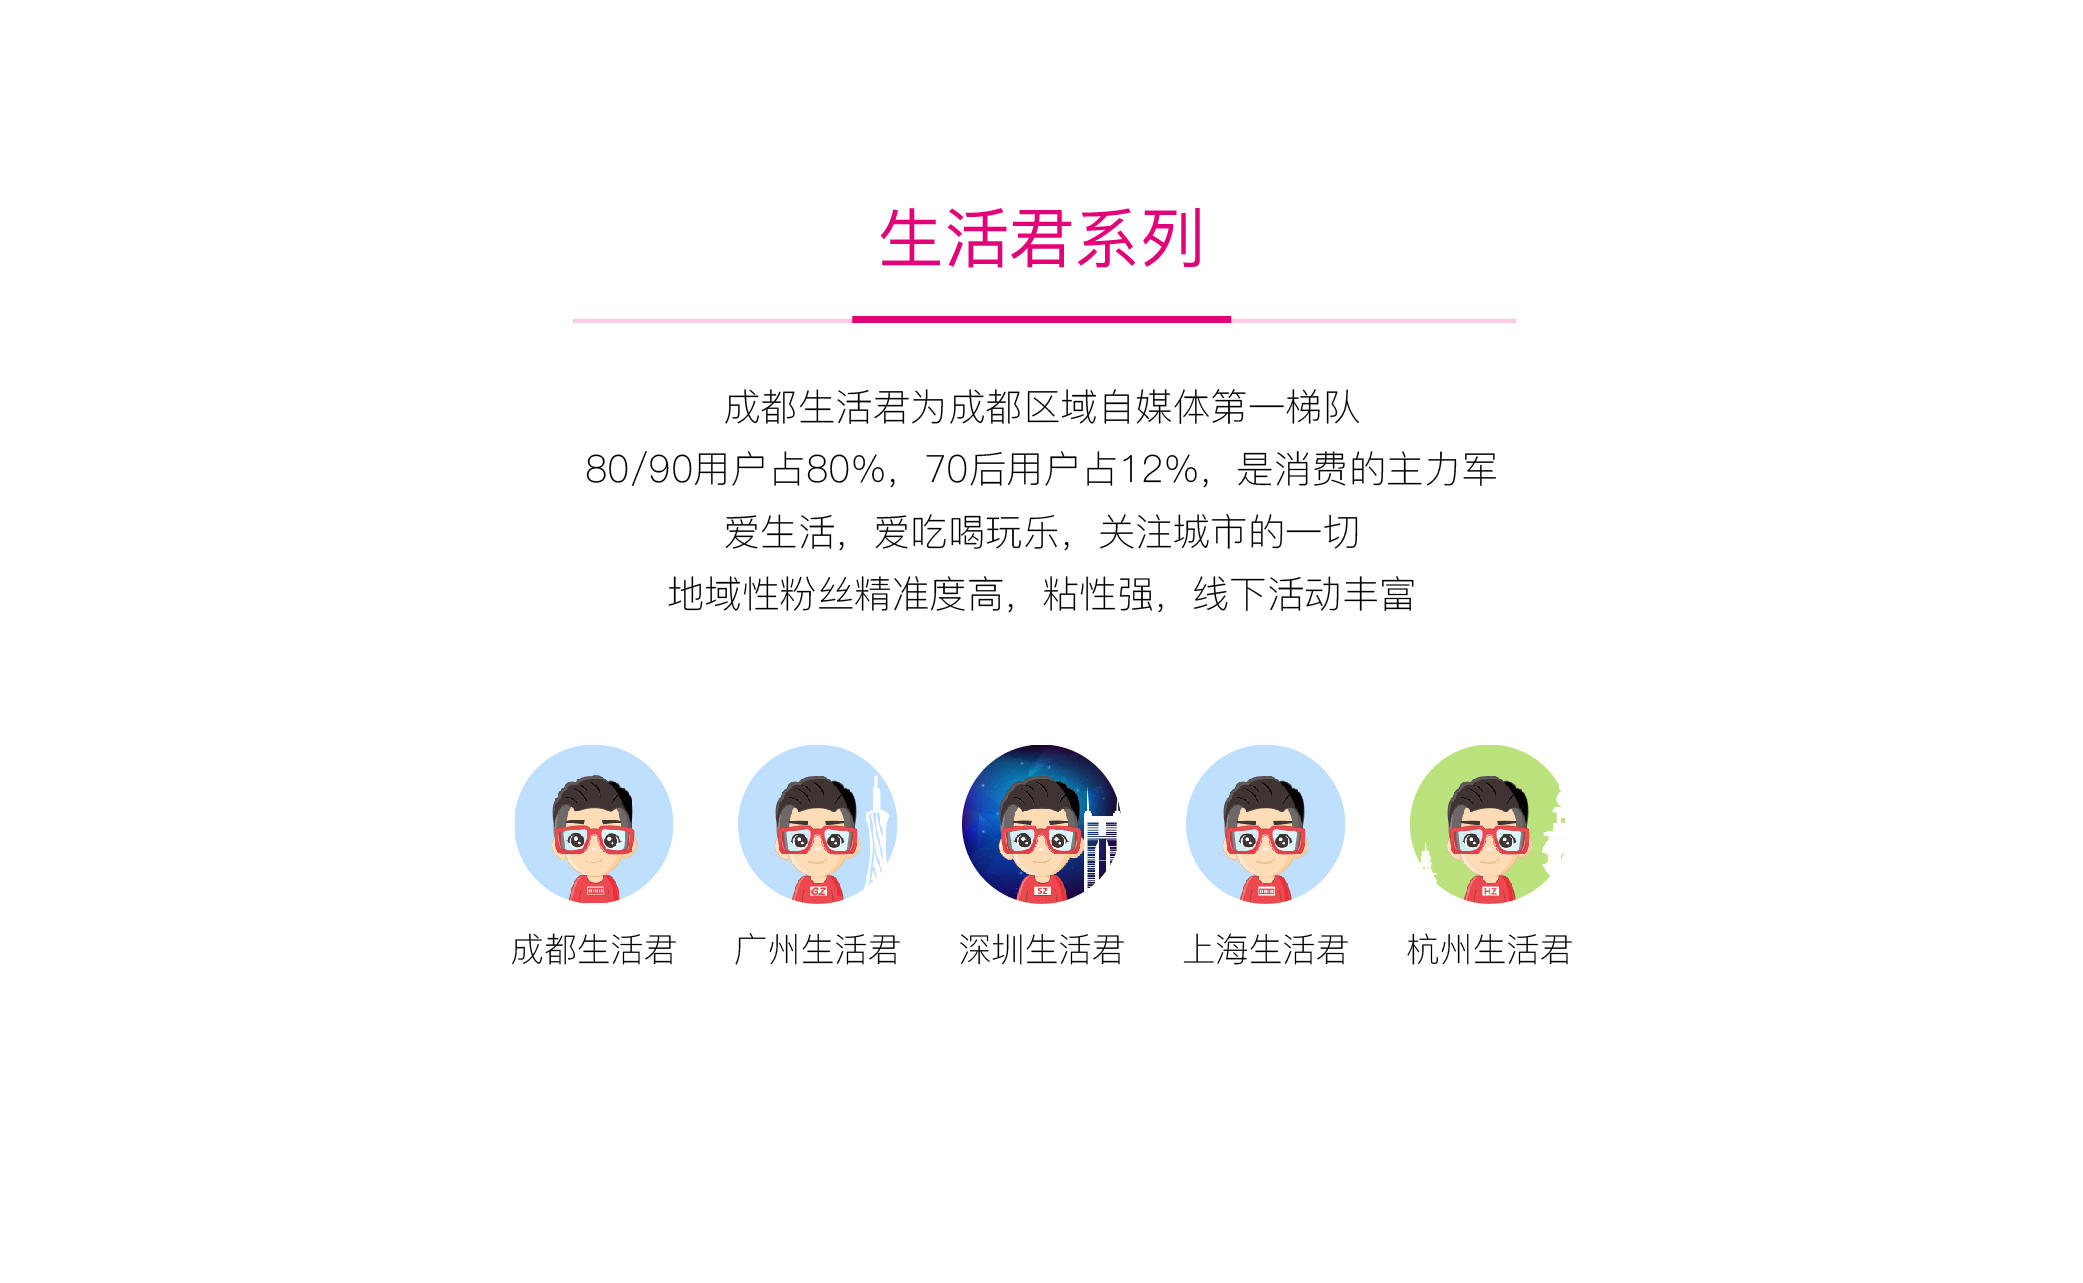 生活君系列
成都生活君为成都区域自媒体第一梯队
80/90用户占80%，70后用户占12%，是消费的主力军
爱生活，爱吃喝玩乐，关注城市的一切
地域性粉丝精准度高，粘性强，线下活动丰富
GZ
SZ
HZ
成都生活君 广州生活君 深圳生活君 上海生活君 杭州生活君